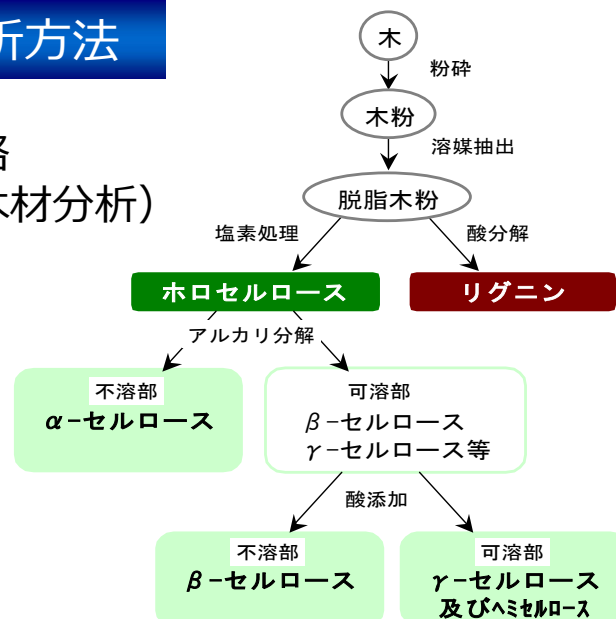 析方法
木
粉砕
木粉
溶媒抽出
木材分析）
脱脂木粉
塩素処理
酸分解
ホロセルロース
リグニン
アルカリ分解
不溶部
α-セルロース
可溶部
β-セルロース
γ-セルロース等
酸添加
不溶部
β-セルロース
可溶部
γ-セルロース
及びヘミセルロース